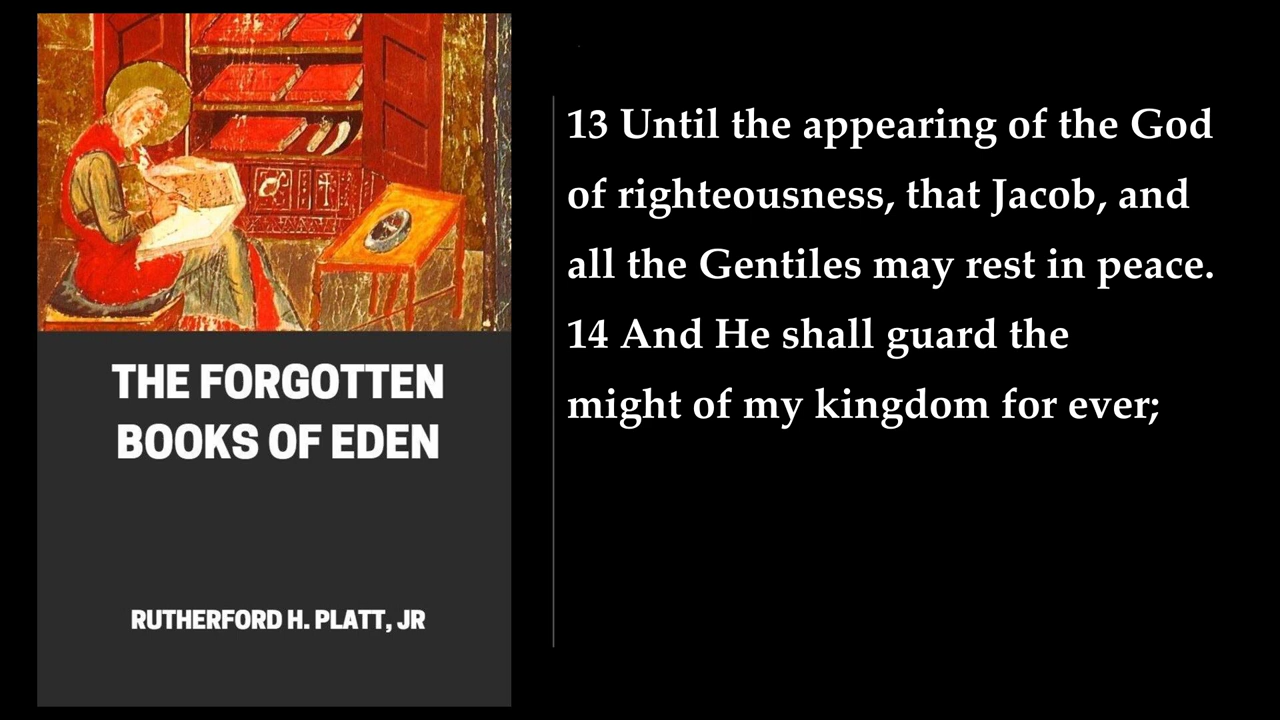 THE FORGOTTEN
BOOKS OF EDEN
RUTHERFORD H. PLATT, JR
13 Until the appearing of the God
of righteousness, that Jacob, and
all the Gentiles may rest in peace.
14 And He shall guard the
might of my kingdom for ever;